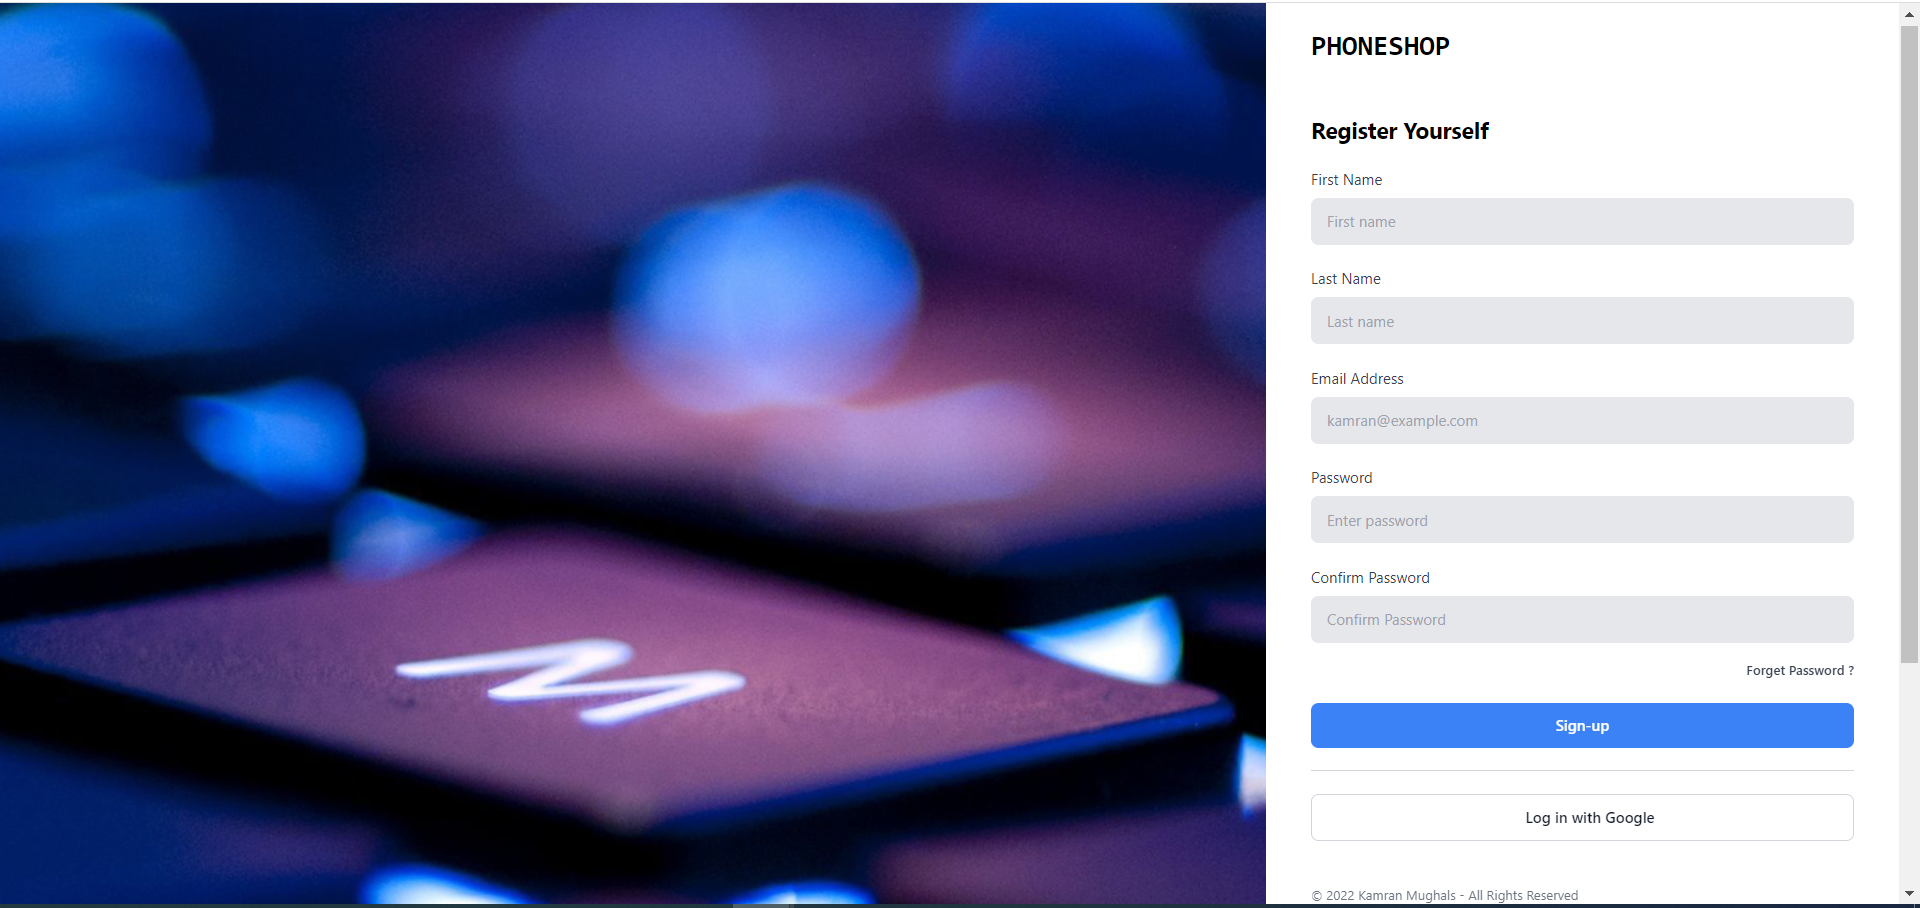 PHONESHOP
Register Yourself
First Name
First name
Last Name
Last name
Email Address
kamran@example.com
Password
Enter password
Confirm Password
Confirm Password
Forget Password ?
Sign-up
Log in with Google
© 2022 Kamran Mughals - All Rights Reserved
M